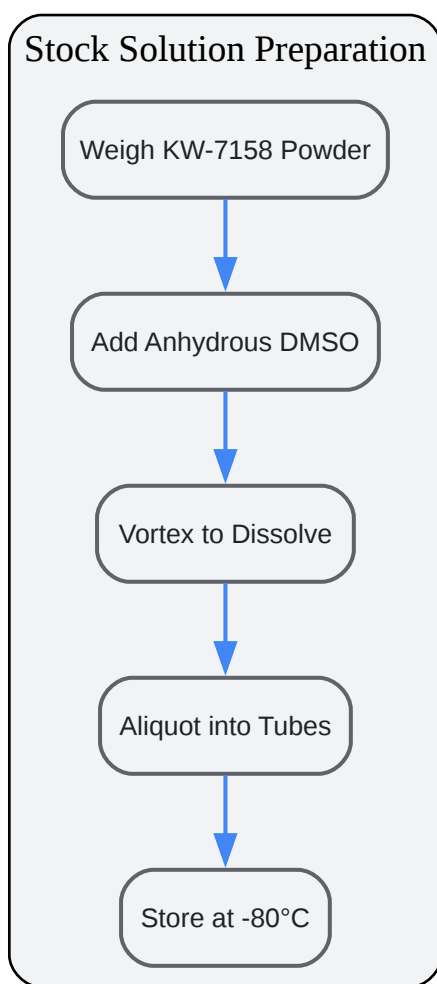 Stock Solution Preparation
Weigh KW-7158 Powder
Add Anhydrous DMSO
Vortex to Dissolve
Aliquot into Tubes
Store at -80°C